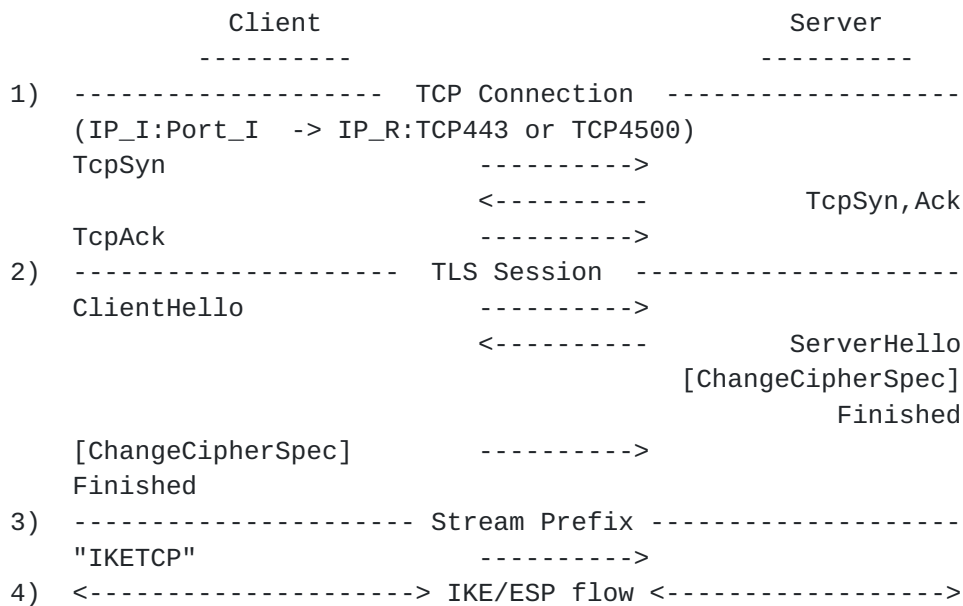 Client                              Server
            ----------                          ----------
1)  --------------------  TCP Connection  -------------------
    (IP_I:Port_I  -> IP_R:TCP443 or TCP4500)
    TcpSyn                    ---------->
                              <----------          TcpSyn,Ack
    TcpAck                    ---------->
2)  ---------------------  TLS Session  ---------------------
    ClientHello               ---------->
                              <----------         ServerHello
                                           [ChangeCipherSpec]
                                                     Finished
    [ChangeCipherSpec]        ---------->
    Finished
3)  ---------------------- Stream Prefix --------------------
    "IKETCP"                  ---------->
4)  <----------------------> IKE/ESP flow <------------------>